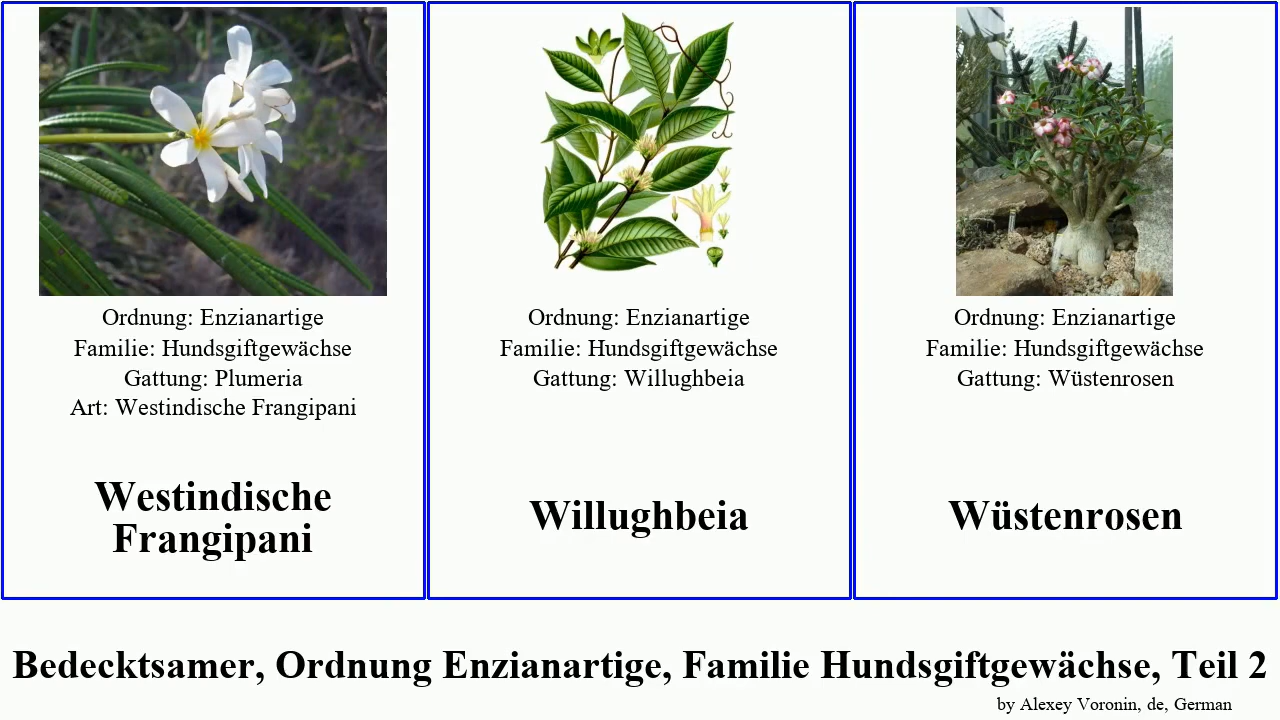 Ordnung: Enzianartige
Familie: Hundsgiftgewächse
Gattung: Plumeria
Art: Westindische Frangipani
Westindische
Frangipani
Ordnung: Enzianartige
Familie: Hundsgiftgewächse
Gattung: Willughbeia
Willughbeia
Ordnung: Enzianartige
Familie: Hundsgiftgewächse
Gattung: Wüstenrosen
Wüstenrosen
Bedecktsamer, Ordnung Enzianartige, Familie Hundsgiftgewächse, Teil 2
by Alexey Voronin, de, German